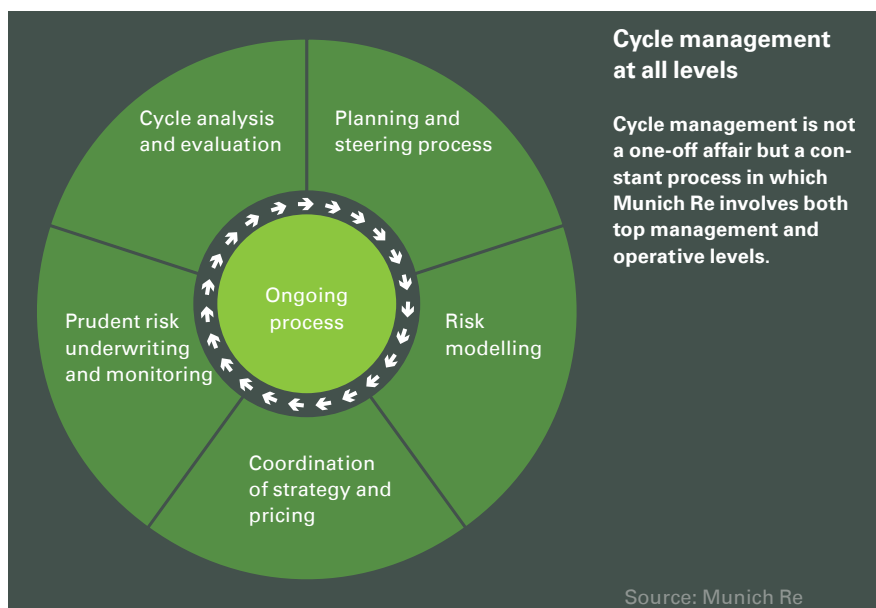 Cycle management
at all levels
Cycle management is not
a one-off affair but a con-
stant process in which
Munich Re involves both
top management and
operative levels.
Cycle analysis
and evaluation
Planning and
steering process
Risk
modelling
Coordination
of strategy and
pricing
Prudent risk
underwriting
and monitoring
Ongoing
process
Source: Munich Re